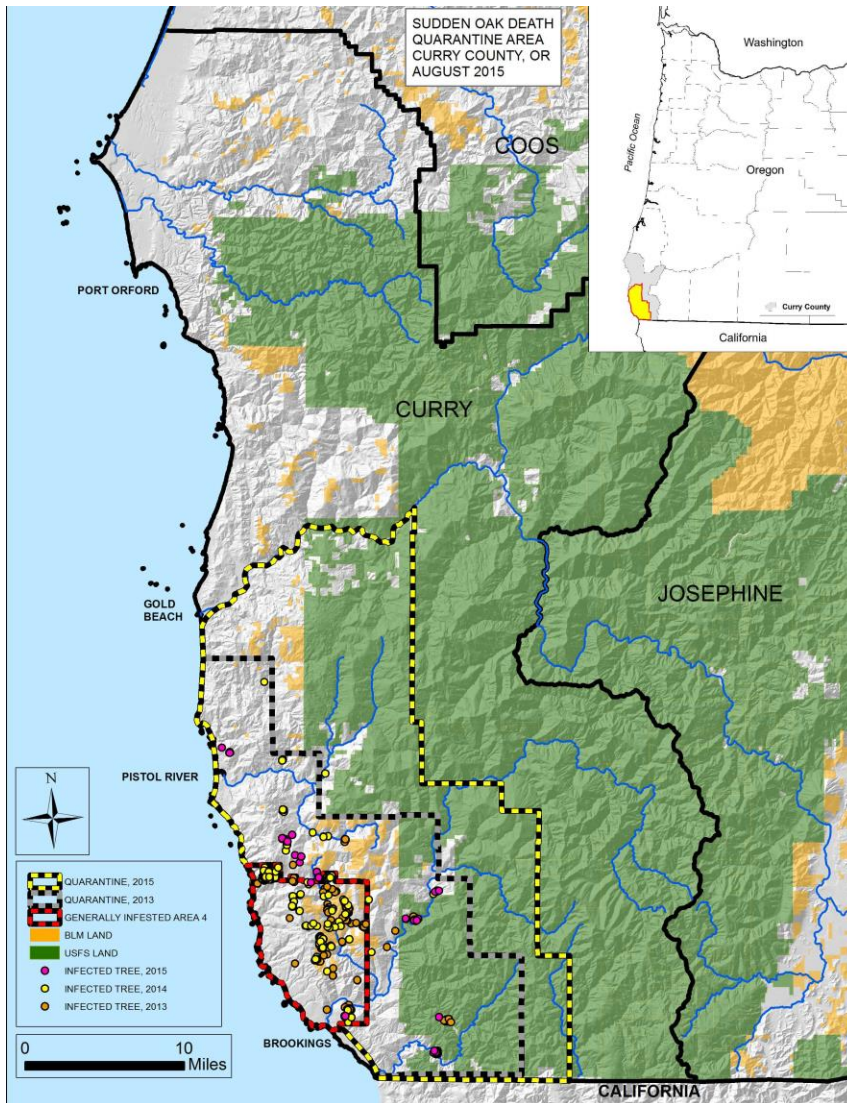 SUDDEN OAK DEATH
QUARANTINE AREA
CURRY COUNTY, OR
AUGUST 2015
Washington
Pacific Ocean
Oregon
Curry County
California
COOS
PORT ORFORD
CURRY
GOLD
BEACH
JOSEPHINE
PISTOL RIVER
N
QUARANTINE, 2015
QUARANTINE, 2013
GENERALLY INFESTED AREA 4
BLM LAND
USFS LAND
INFECTED TREE, 2015
INFECTED TREE, 2014
INFECTED TREE, 2013
BROOKINGS
0 10
Miles
CALIFORNIA